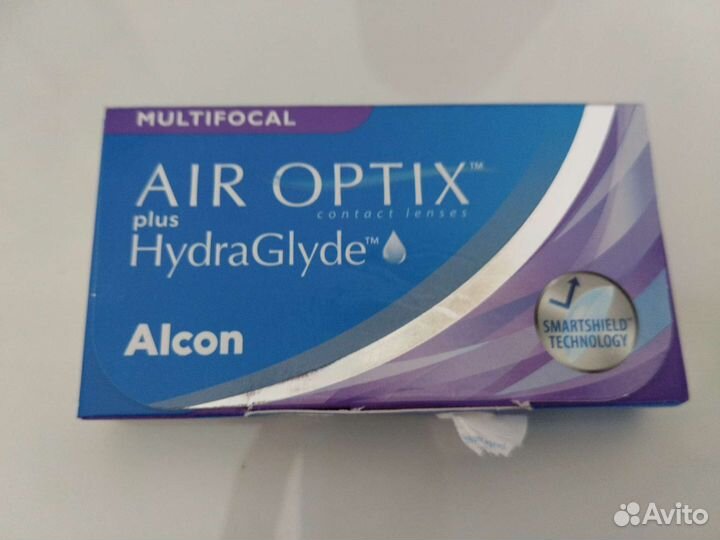 MULTIFOCAL
AIR OPTIX™
contact lenses
plus
HydraGlyde™
Alcon
SMARTSHIELD™
TECHNOLOGY
Avito